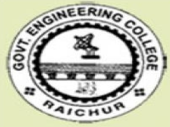 GOVT. ENGINEERING COLLEGE
RAICHUR